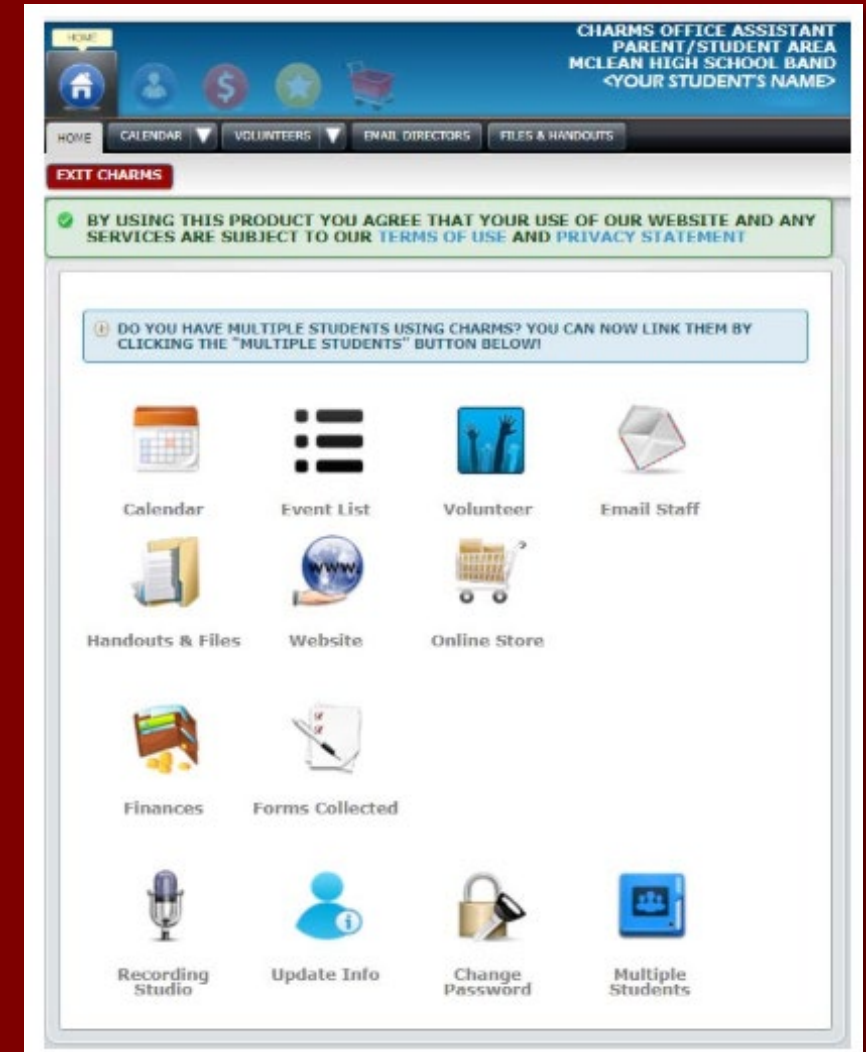 HOME
CHARMS OFFICE ASSISTANT
PARENT/STUDENT AREA
MCLEAN HIGH SCHOOL BAND
<YOUR STUDENT'S NAME>
HOME CALENDAR VOLUNTEERS EMAIL DIRECTORS FILES & HANDOUTS
EXIT CHARMS
BY USING THIS PRODUCT YOU AGREE THAT YOUR USE OF OUR WEBSITE AND ANY
SERVICES ARE SUBJECT TO OUR TERMS OF USE AND PRIVACY STATEMENT
DO YOU HAVE MULTIPLE STUDENTS USING CHARMS? YOU CAN NOW LINK THEM BY
CLICKING THE "MULTIPLE STUDENTS" BUTTON BELOW!
Calendar Event List Volunteer Email Staff
www.
Handouts & Files Website Online Store
Finances Forms Collected
Recording Update Info Change Multiple
Studio Password Students